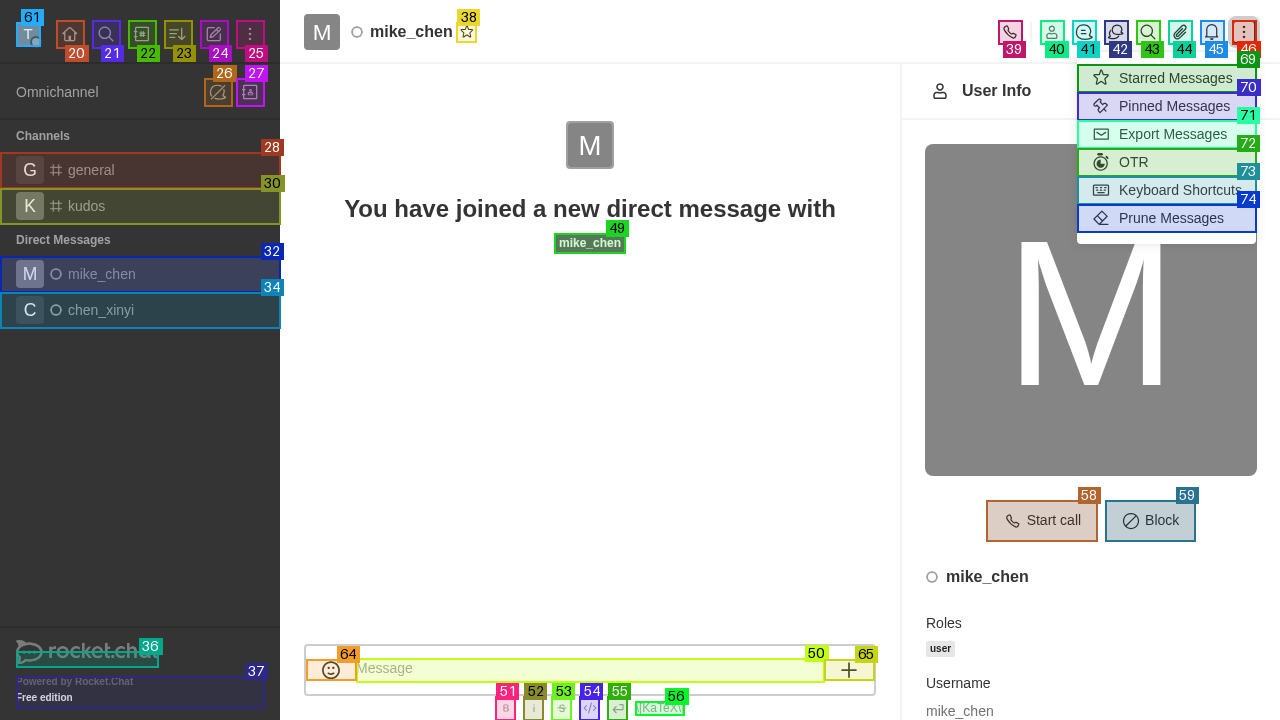 61
T
20
21
22
23
24
25
26
27
Omnichannel
Channels
28
G general
30
K kudos
Direct Messages
32
M mike_chen
34
C chen_xinyi
36
rocket.chat
37
Powered by Rocket.Chat
Free edition
M mike_chen
38
39
40
41
42
43
44
45
46
User Info
69
Starred Messages
70
Pinned Messages
71
Export Messages
72
OTR
73
Keyboard Shortcuts
74
Prune Messages
M
You have joined a new direct message with
49
mike_chen
M
58
Start call
59
Block
mike_chen
Roles
user
Username
mike_chen
64
50
65
Message
51
52
53
54
55
56
B
i
S
</>
\[KaTeX\]